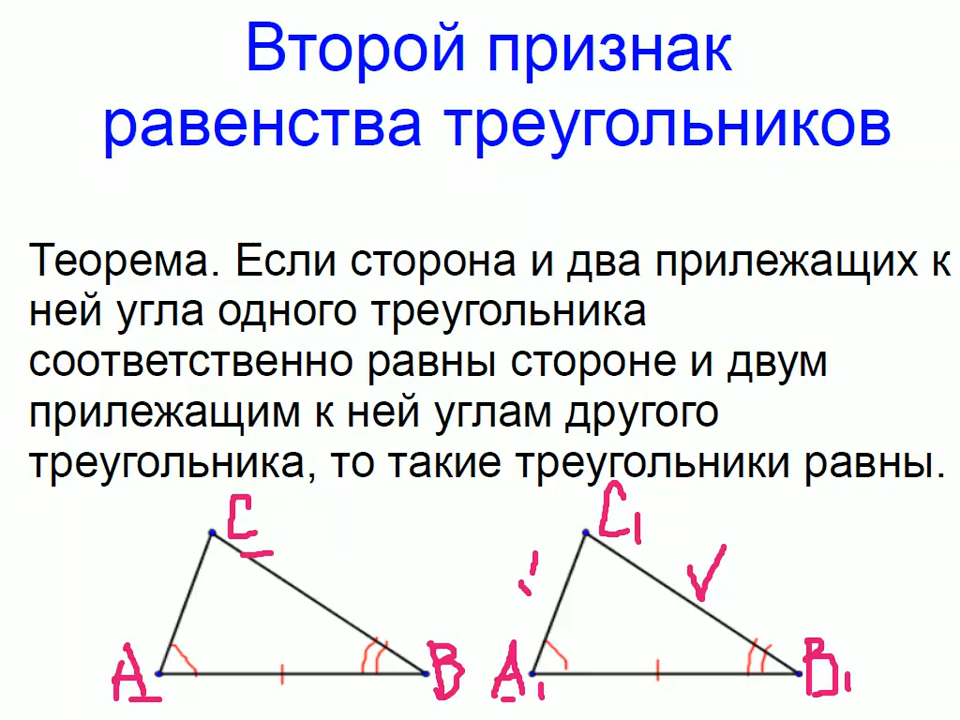 Второй признак
равенства треугольников
Теорема. Если сторона и два прилежащих к
ней угла одного треугольника
соответственно равны стороне и двум
прилежащим к ней углам другого
треугольника, то такие треугольники равны.
C C₁
A B A₁ B₁